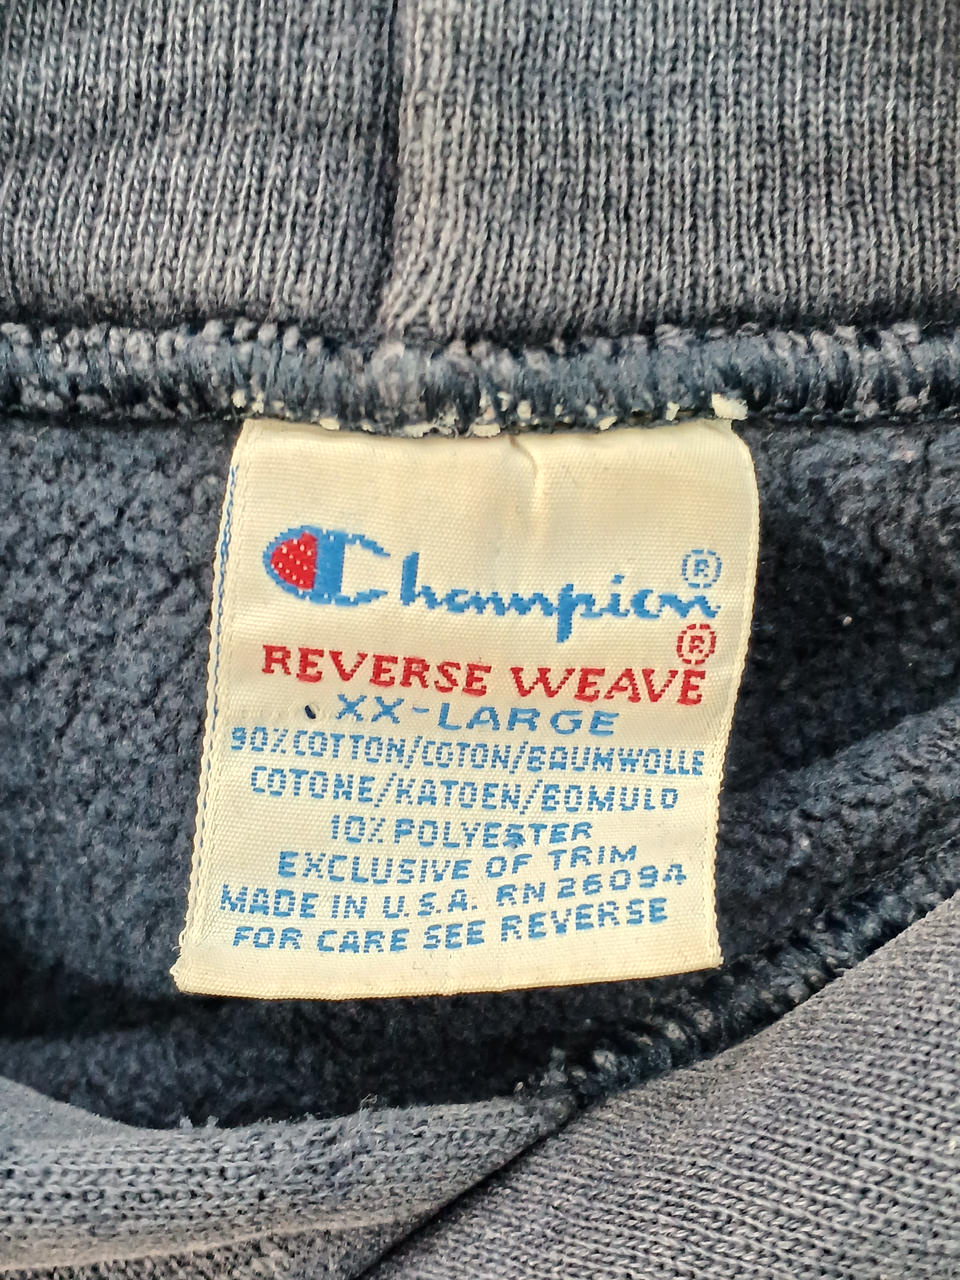 Champion ®
REVERSE WEAVE ®
XX-LARGE
90% COTTON/COTON/BAUMWOLLE
COTONE/KATOEN/BOMULD
10% POLYESTER
EXCLUSIVE OF TRIM
MADE IN U.S.A. RN 26094
FOR CARE SEE REVERSE